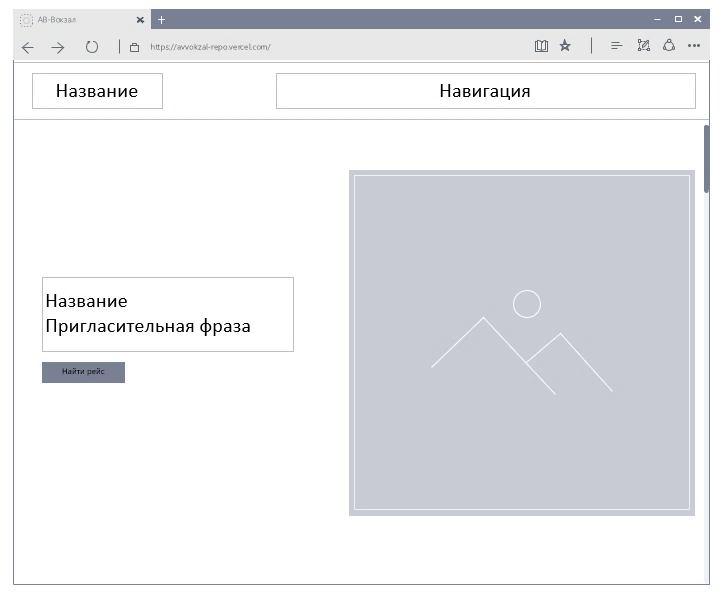 АВ-Вокзал
https://avvokzal-repo.vercel.com/
Название
Навигация
Название
Пригласительная фраза
Найти рейс